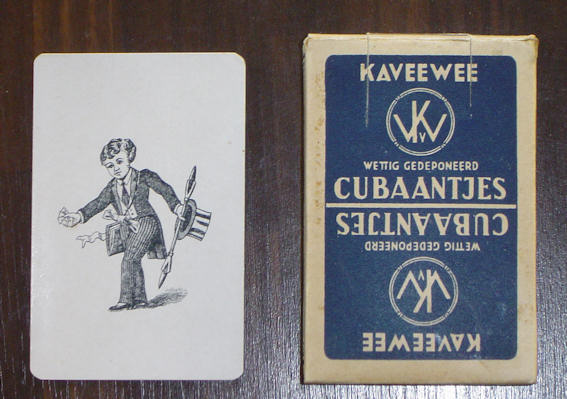 KAVEEWEE
KVW
WETTIG GEDEPONEERD
CUBAANTJES
CUBAANTJES
WETTIG GEDEPONEERD
KVW
KAVEEWEE